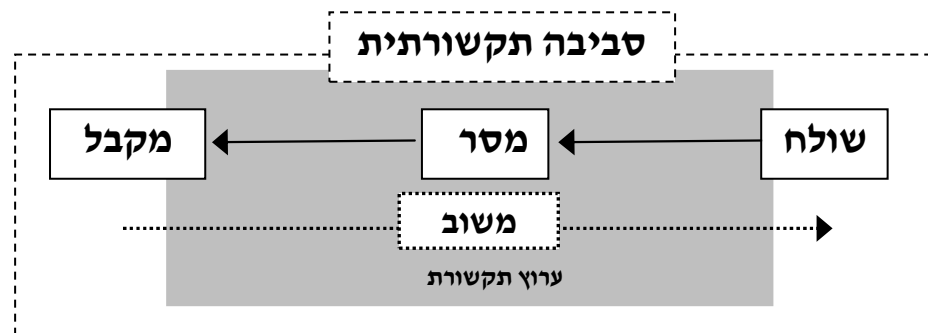 סביבה תקשורתית
שולח
מסר
מקבל
משוב
ערוץ תקשורת